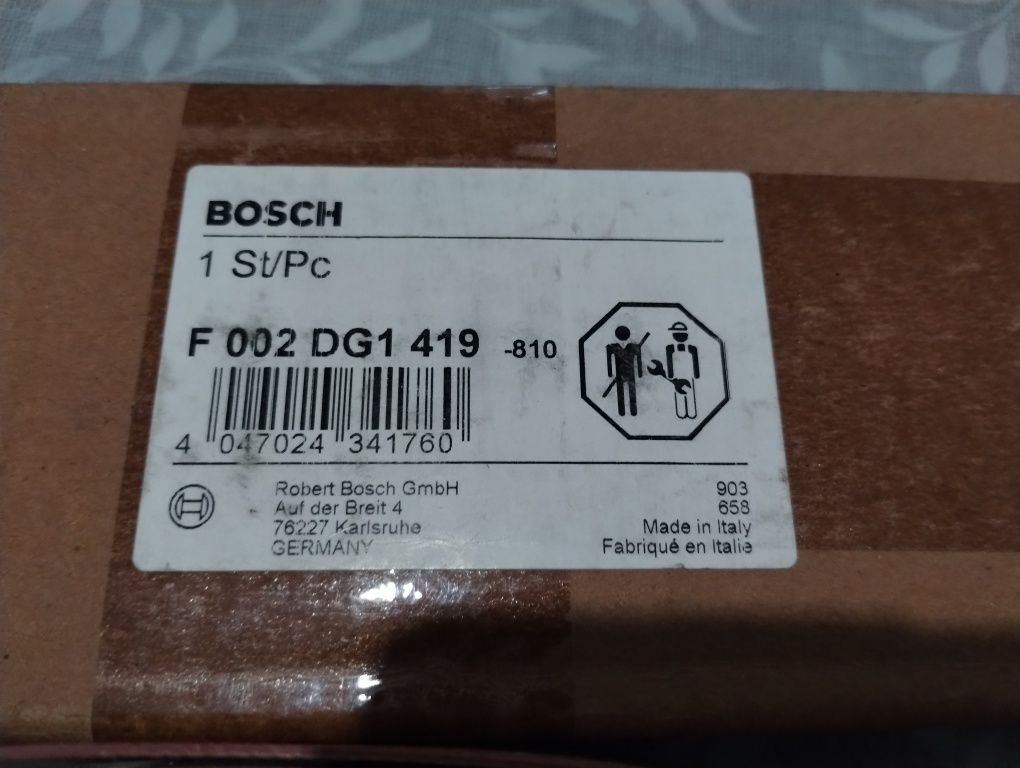 BOSCH
1 St/Pc
F 002 DG1 419 -810
4 047024 341760
Robert Bosch GmbH
Auf der Breit 4
76227 Karlsruhe
GERMANY
903
658
Made in Italy
Fabriqué en Italie